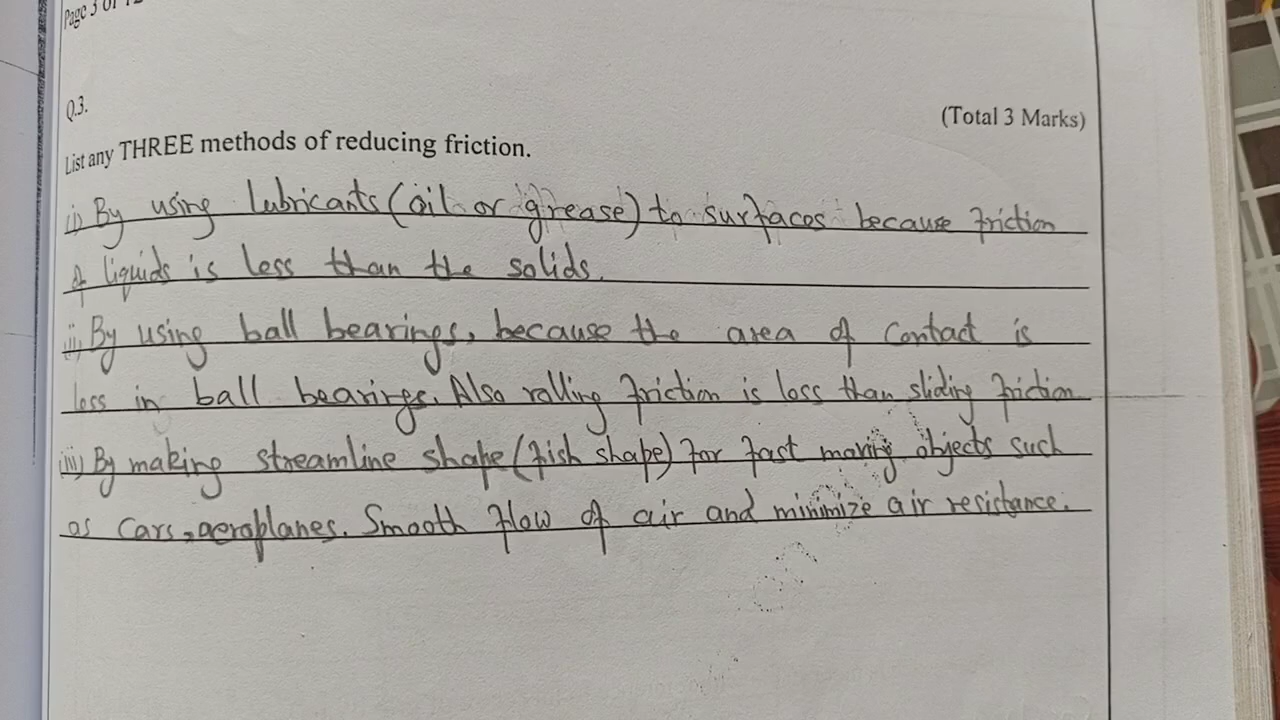 Page 3 of 12
Q.3.
(Total 3 Marks)
List any THREE methods of reducing friction.
i) By using lubricants (oil or grease) to surfaces because friction
of liquids is less than the solids.
ii) By using ball bearings, because the area of contact is
less in ball bearings. Also rolling friction is less than sliding friction
iii) By making streamline shape (fish shape) for fast moving objects such
as cars, aeroplanes. Smooth flow of air and minimize air resistance.